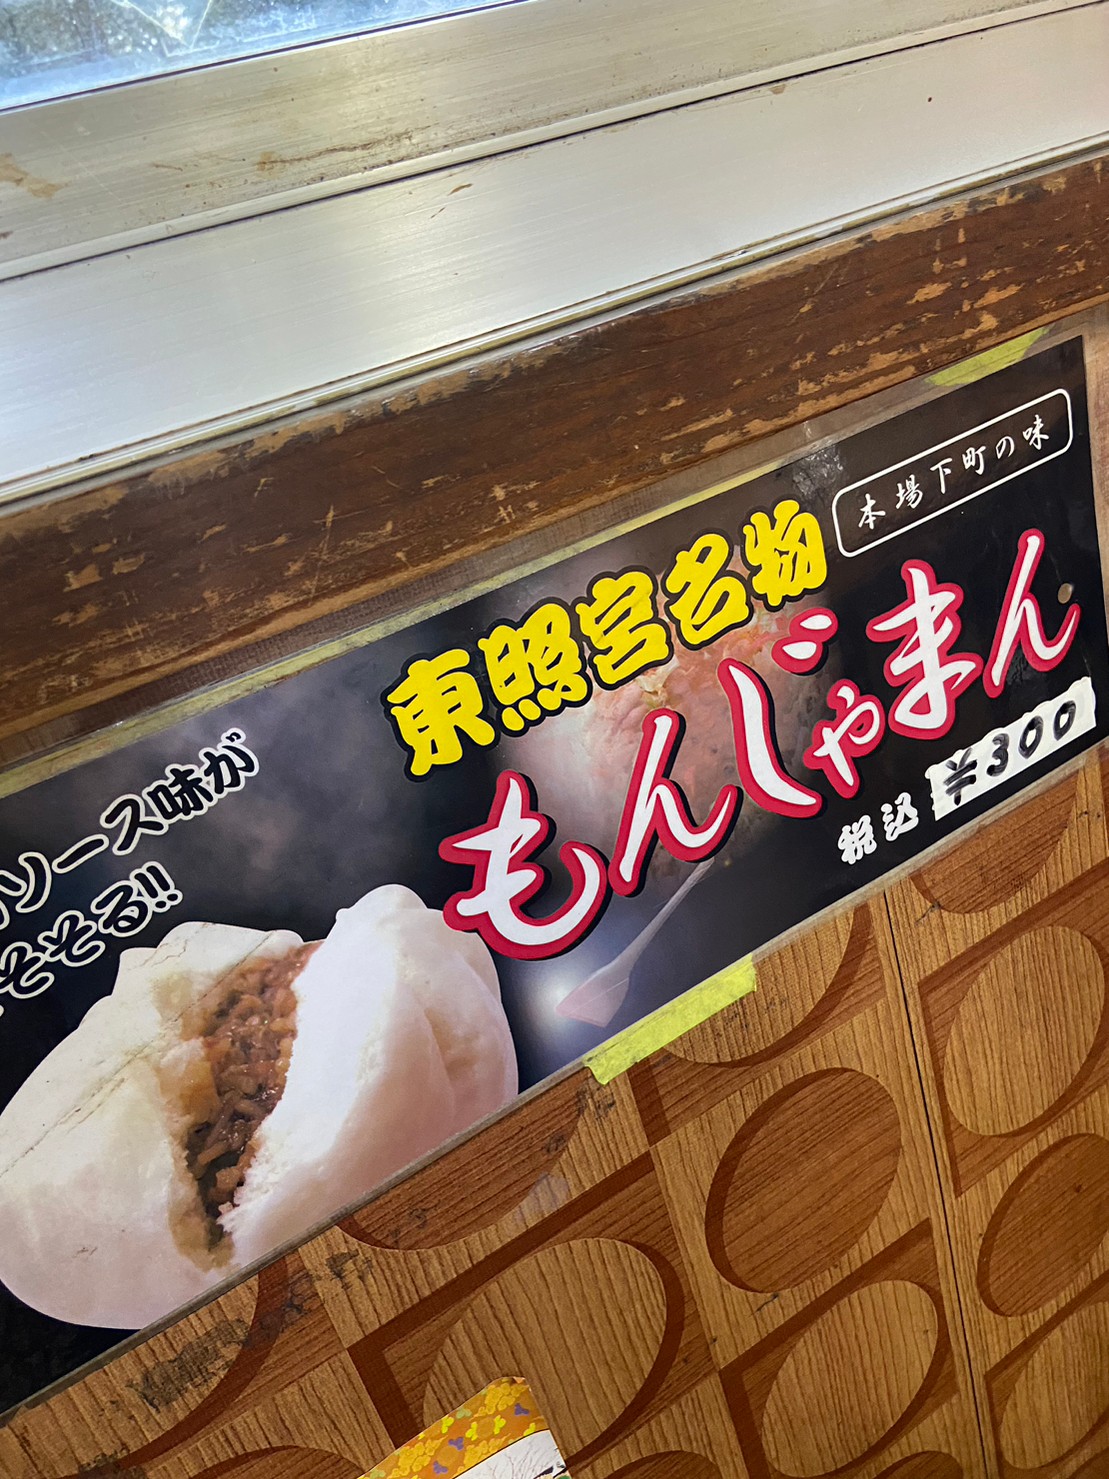 本場下町の味
東照宮名物
もんじゃまん
税込 ¥300
ソース味が
そそる!!